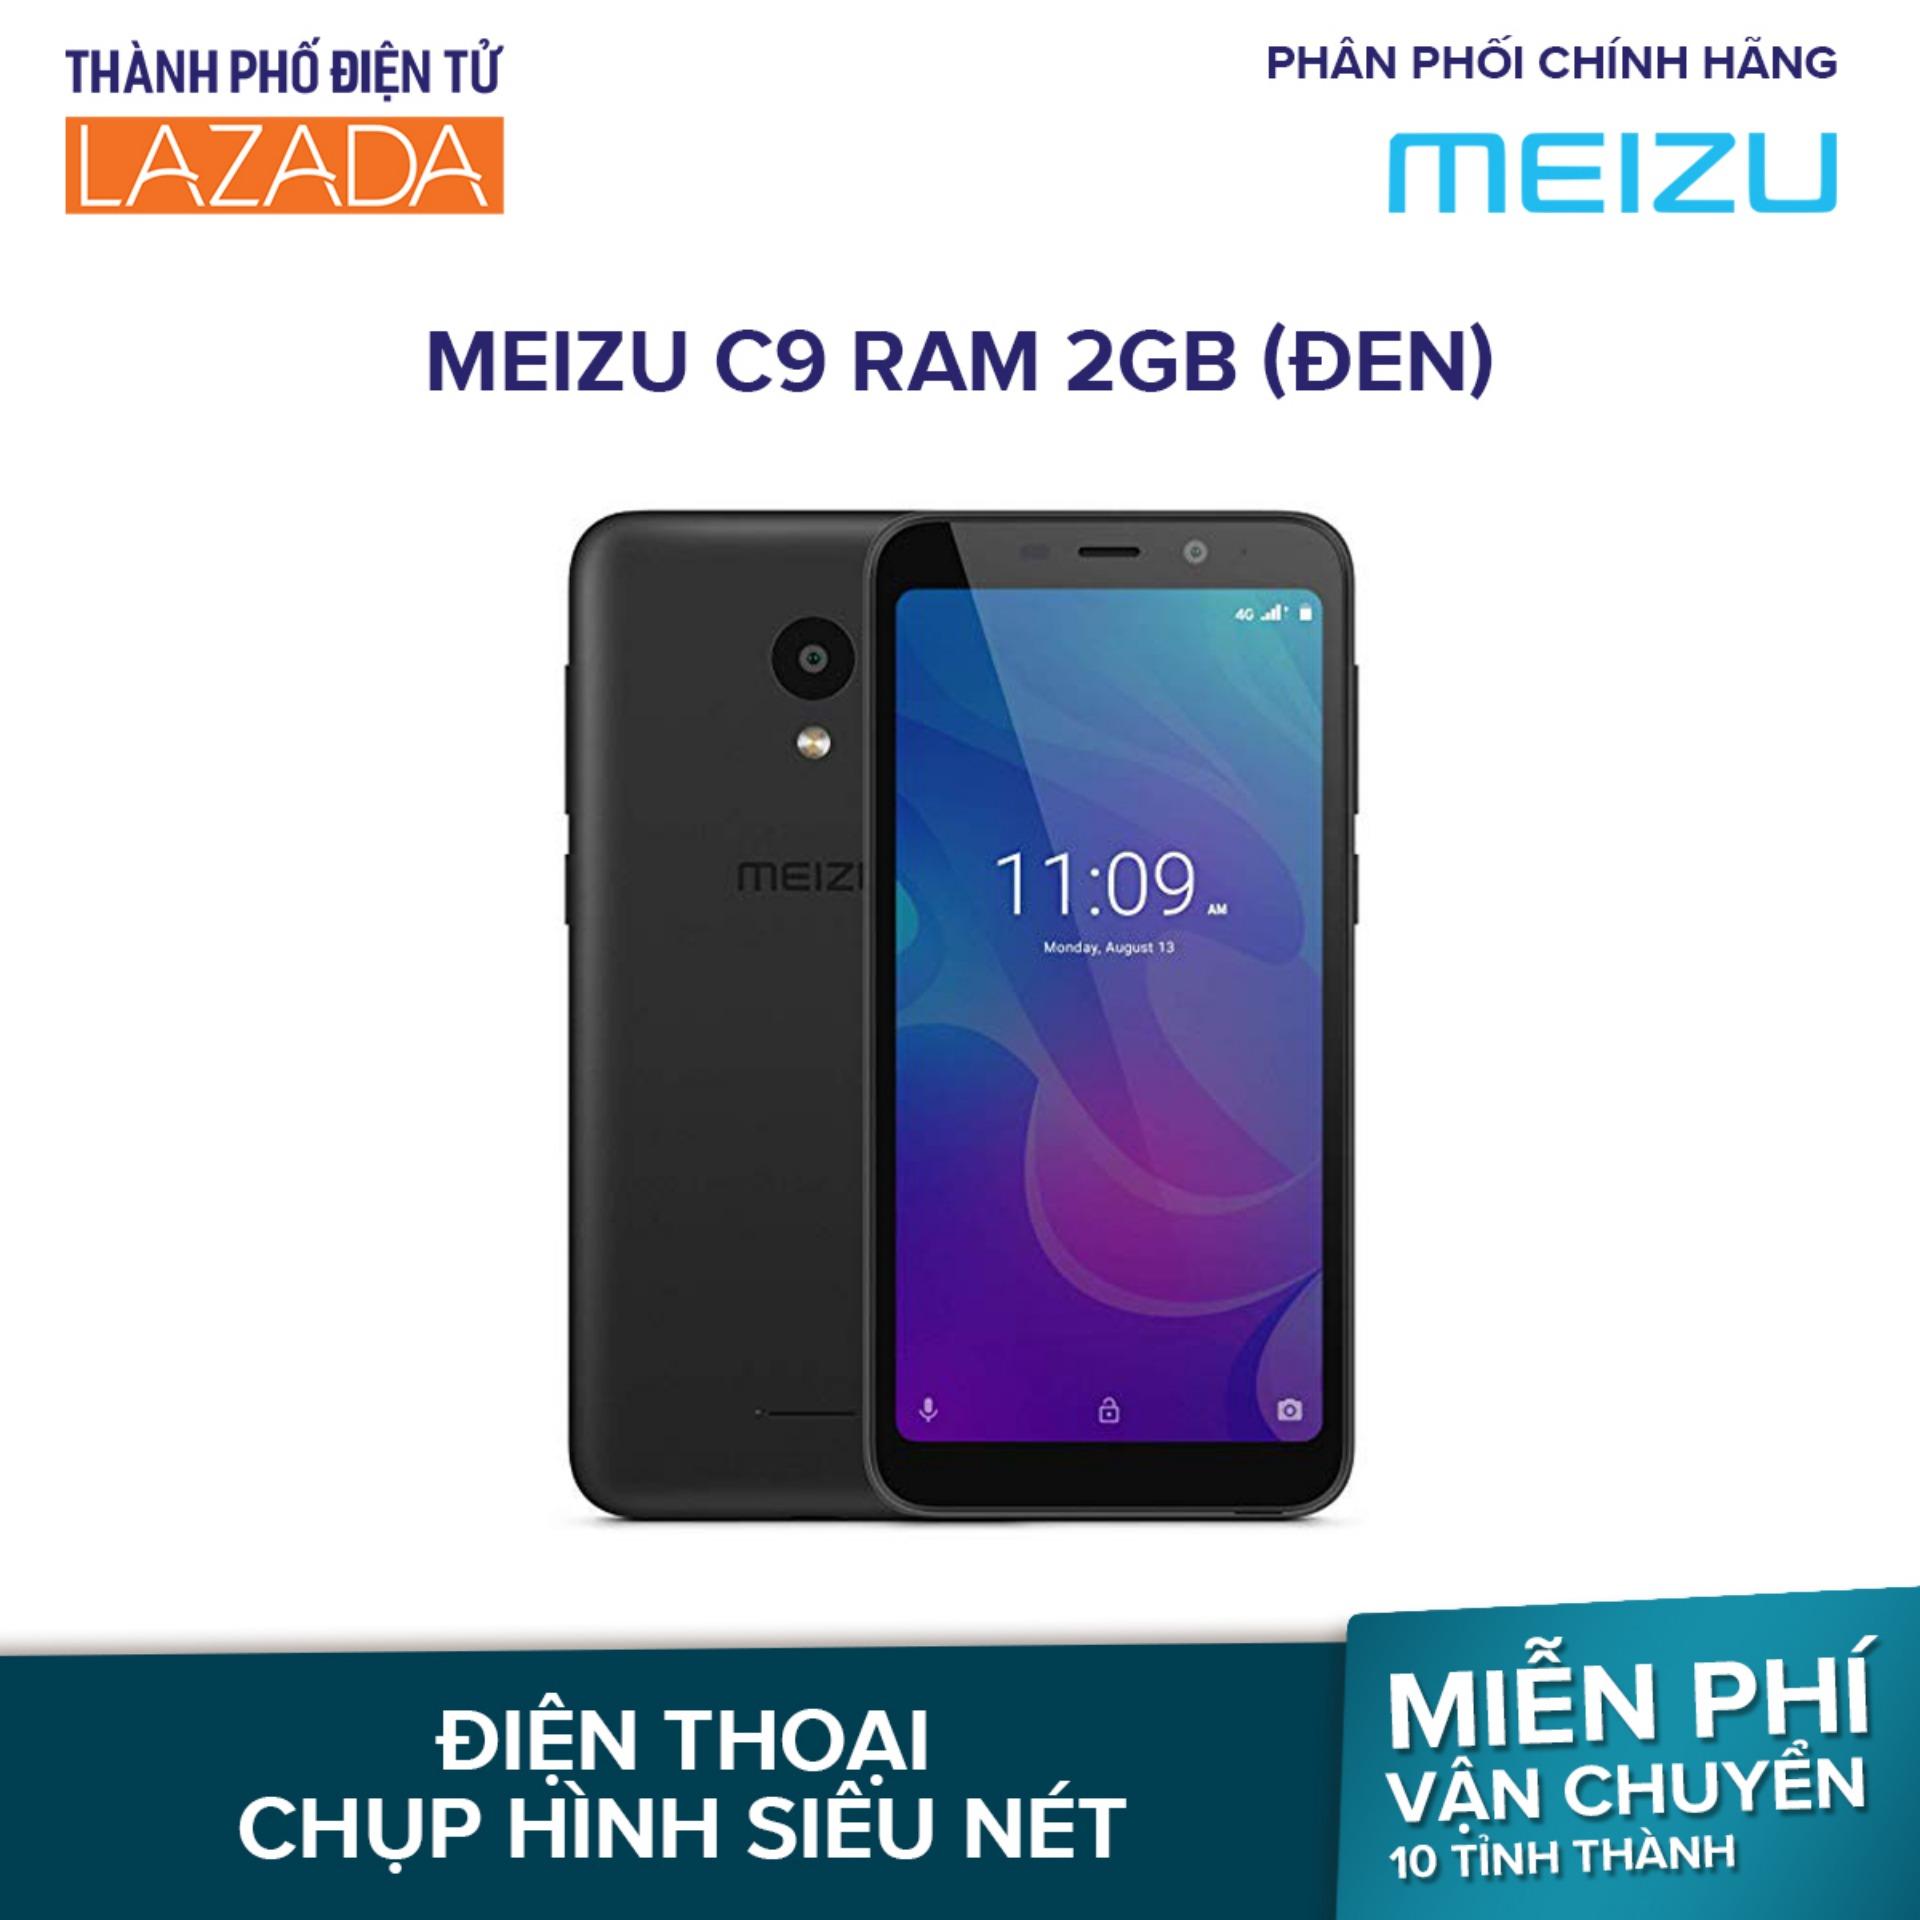 THÀNH PHỐ ĐIỆN TỬ
LAZADA
PHÂN PHỐI CHÍNH HÃNG
MEIZU
MEIZU C9 RAM 2GB (ĐEN)
MEIZ
4G
11:09 AM
Monday, August 13
ĐIỆN THOẠI
CHỤP HÌNH SIÊU NÉT
MIỄN PHÍ
VẬN CHUYỂN
10 TỈNH THÀNH